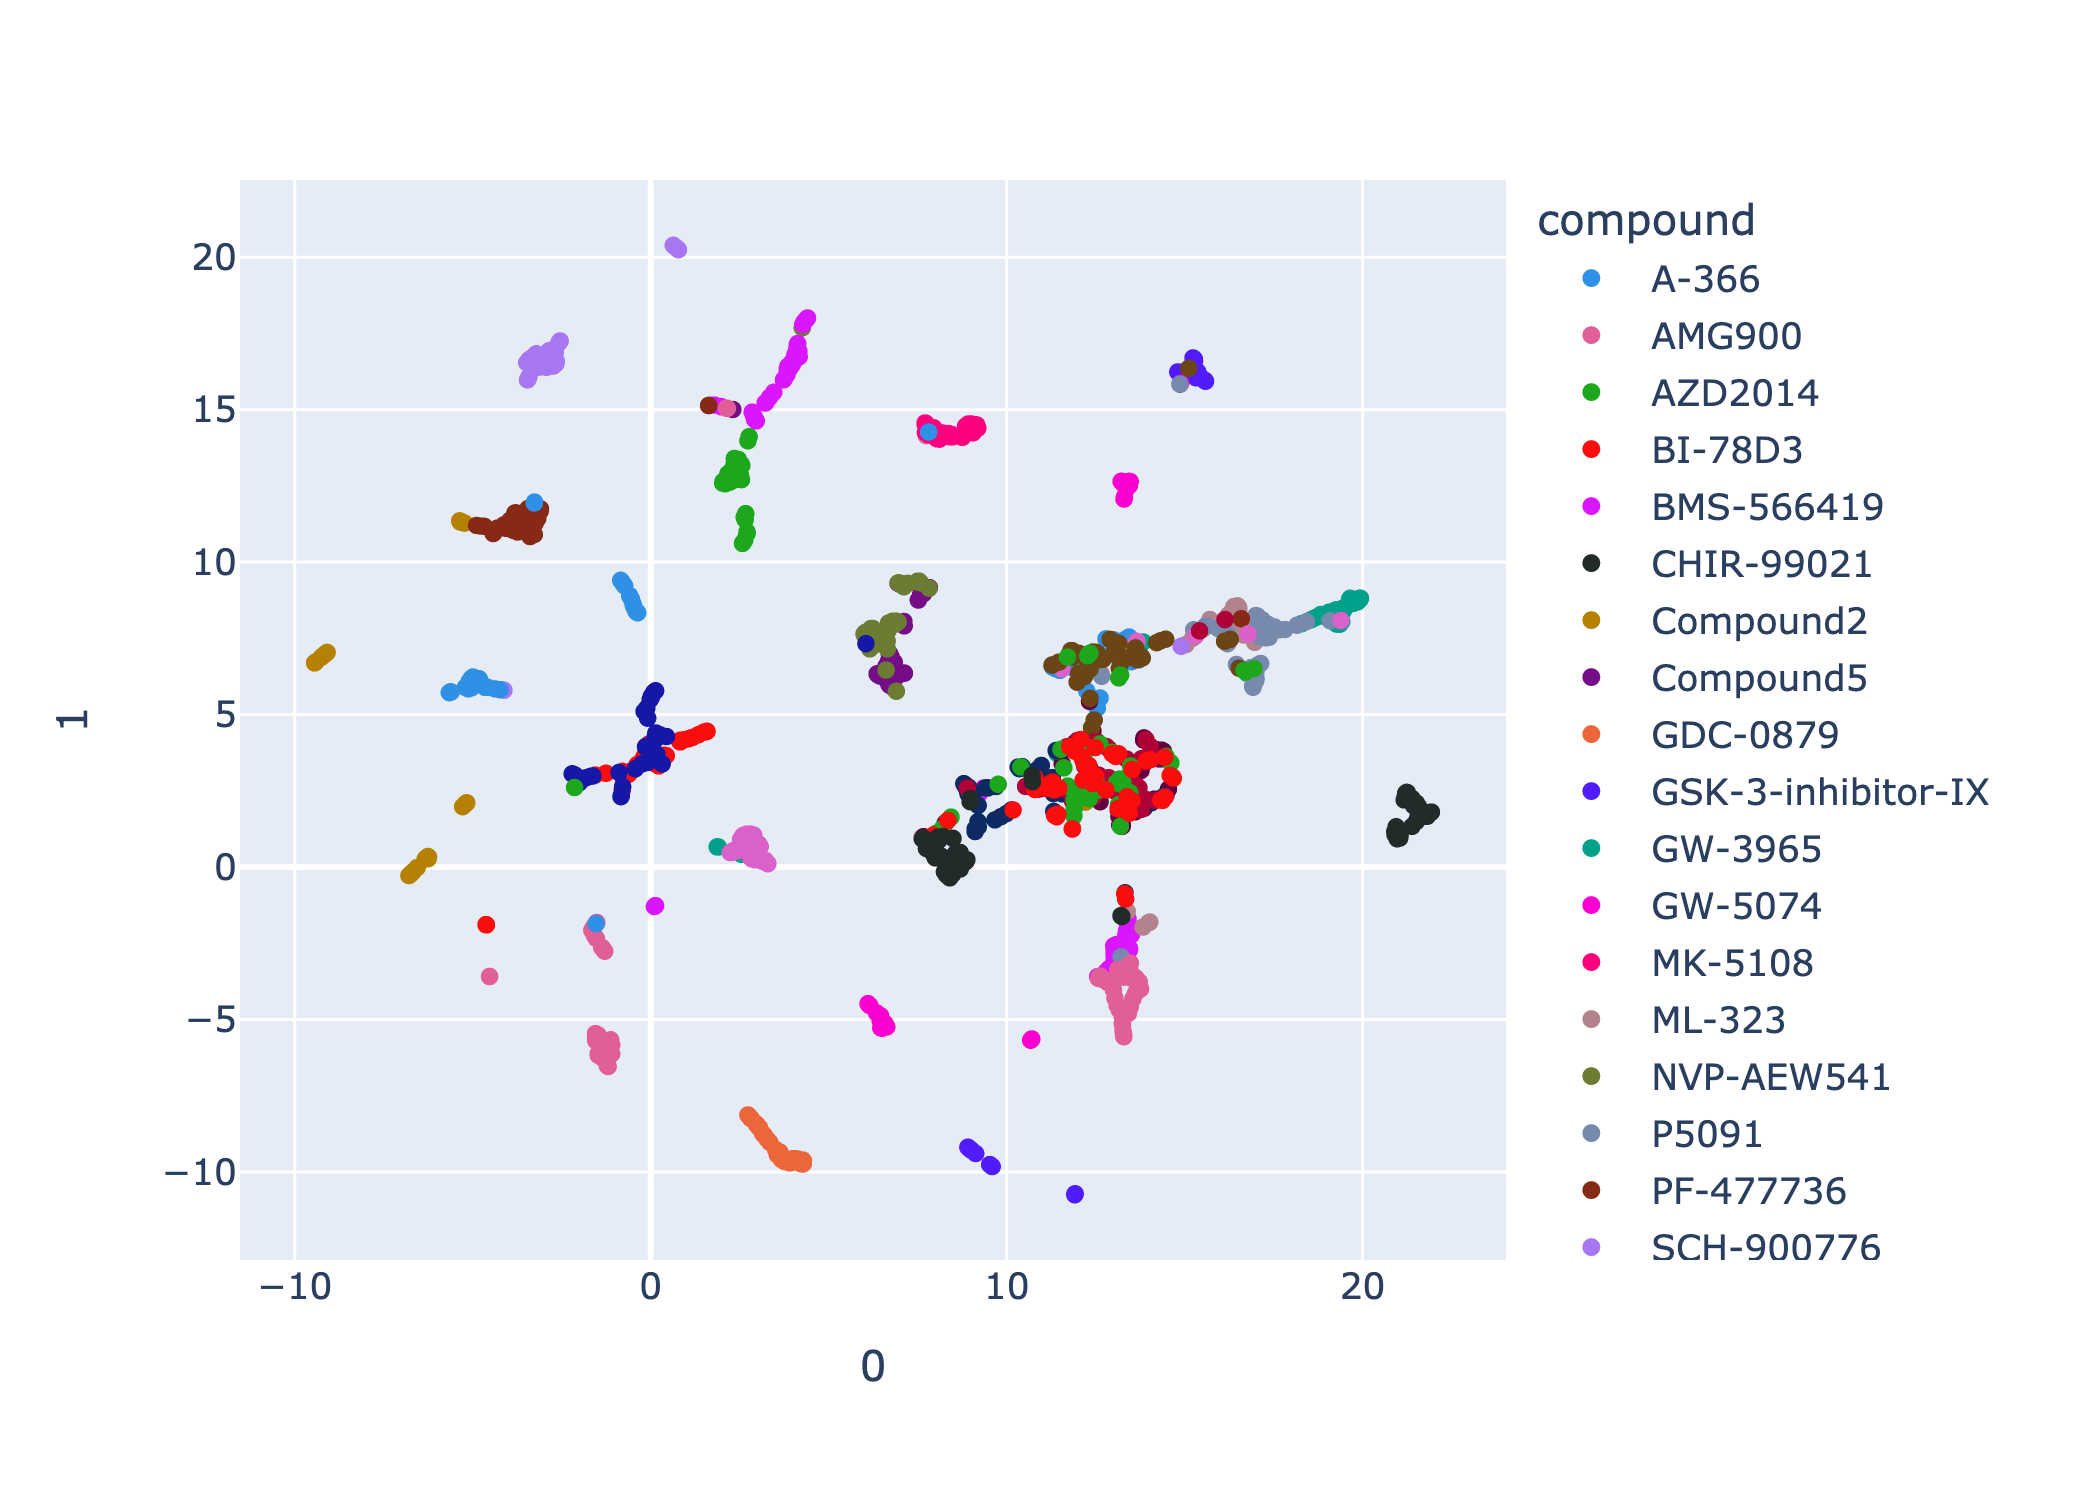 compound
A-366
AMG900
AZD2014
BI-78D3
BMS-566419
CHIR-99021
Compound2
Compound5
GDC-0879
GSK-3-inhibitor-IX
GW-3965
GW-5074
MK-5108
ML-323
NVP-AEW541
P5091
PF-477736
SCH-900776
20
15
10
5
0
−5
−10
1
−10
0
10
20
0